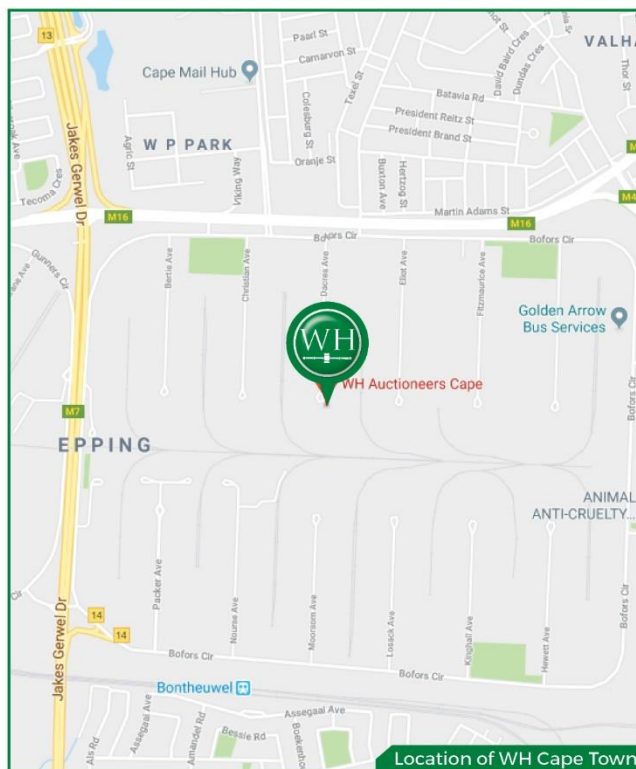 VALHA
13
Paarl St
Carnarvon St
Cape Mail Hub
Colesburg St
Texel St
David Baird Cres
Dundas Cres
Thor St
Batavia Rd
President Reitz St
President Brand St
W P PARK
Agric St
Viking Way
Oranje St
Buxton Ave
Hertzog St
Jakes Gerwel Dr
Tecoma Cres
Martin Adams St
M16
M16
Bofors Cir
Gunners Cir
Bertie Ave
Christian Ave
Dacres Ave
Eliot Ave
Fitzmaurice Ave
Golden Arrow
Bus Services
WH
WH Auctioneers Cape
M7
Bofors Cir
EPPING
ANIMAL
ANTI-CRUELTY...
Packer Ave
Nourse Ave
Moorsom Ave
Losack Ave
Kinghall Ave
Hewett Ave
Bofors Cir
Cir
14
14
Jakes Gerwel Dr
Bofors Cir
Bofors Cir
Bontheuwel
Assegaai Ave
Assegaai Ave
Als Rd
Amandel Rd
Bessie Rd
Boekenhou
Location of WH Cape Town